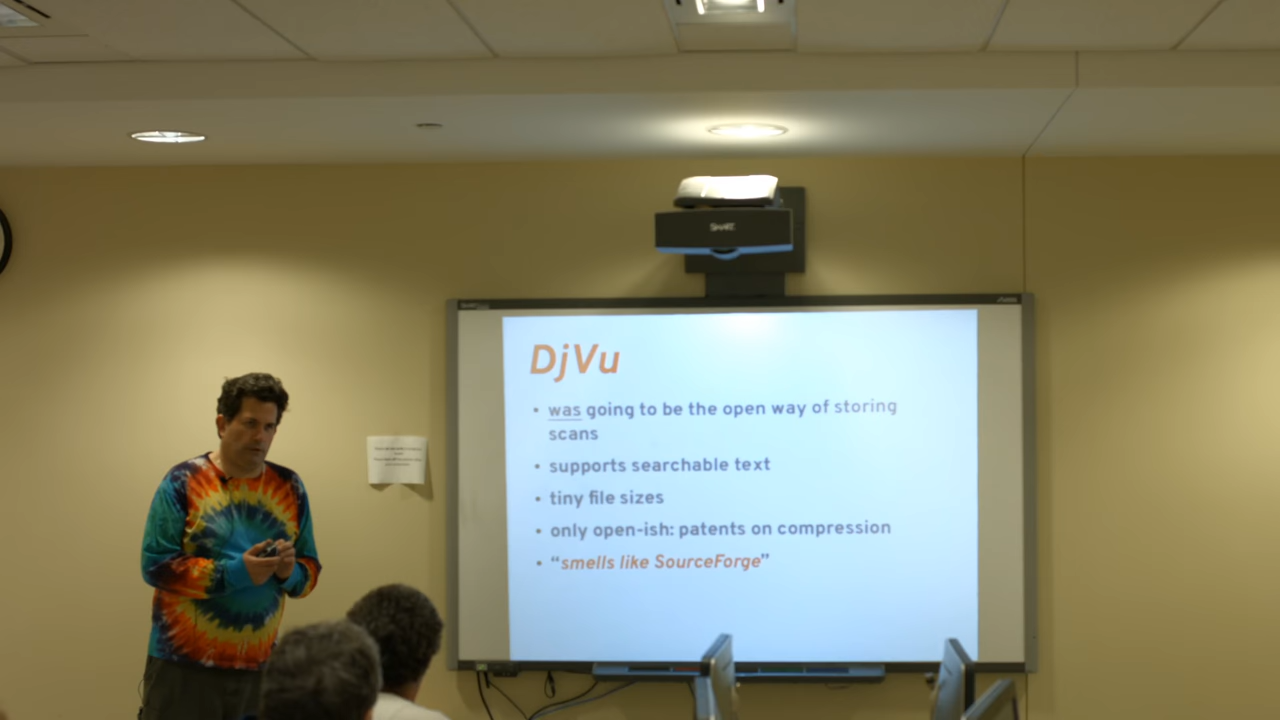 SMART
DjVu
• was going to be the open way of storing
scans
• supports searchable text
• tiny file sizes
• only open-ish: patents on compression
• “smells like SourceForge”